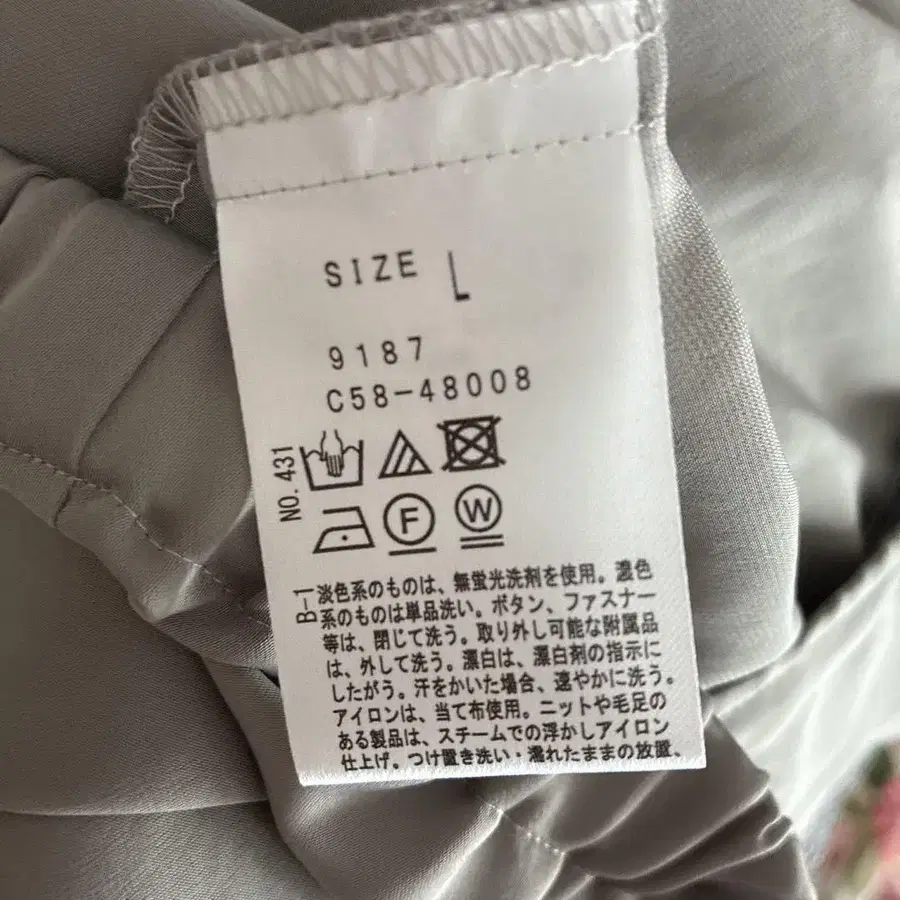 SIZE L
9187
C58-48008
NO. 431
F W
B-1
淡色系のものは、無蛍光洗剤を使用。濃色
系のものは単品洗い。ボタン、ファスナー
等は、閉じて洗う。取り外し可能な附属品
は、外して洗う。漂白は、漂白剤の指示に
したがう。汗をかいた場合、速やかに洗う。
アイロンは、当て布使用。ニットや毛足の
ある製品は、スチームでの浮かしアイロン
仕上げ。つけ置き洗い・濡れたままの放置、